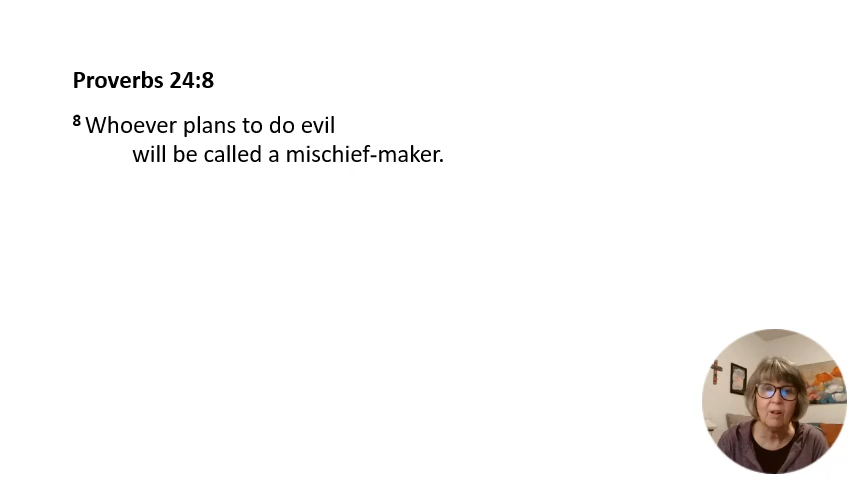 Proverbs 24:8
8 Whoever plans to do evil
will be called a mischief-maker.